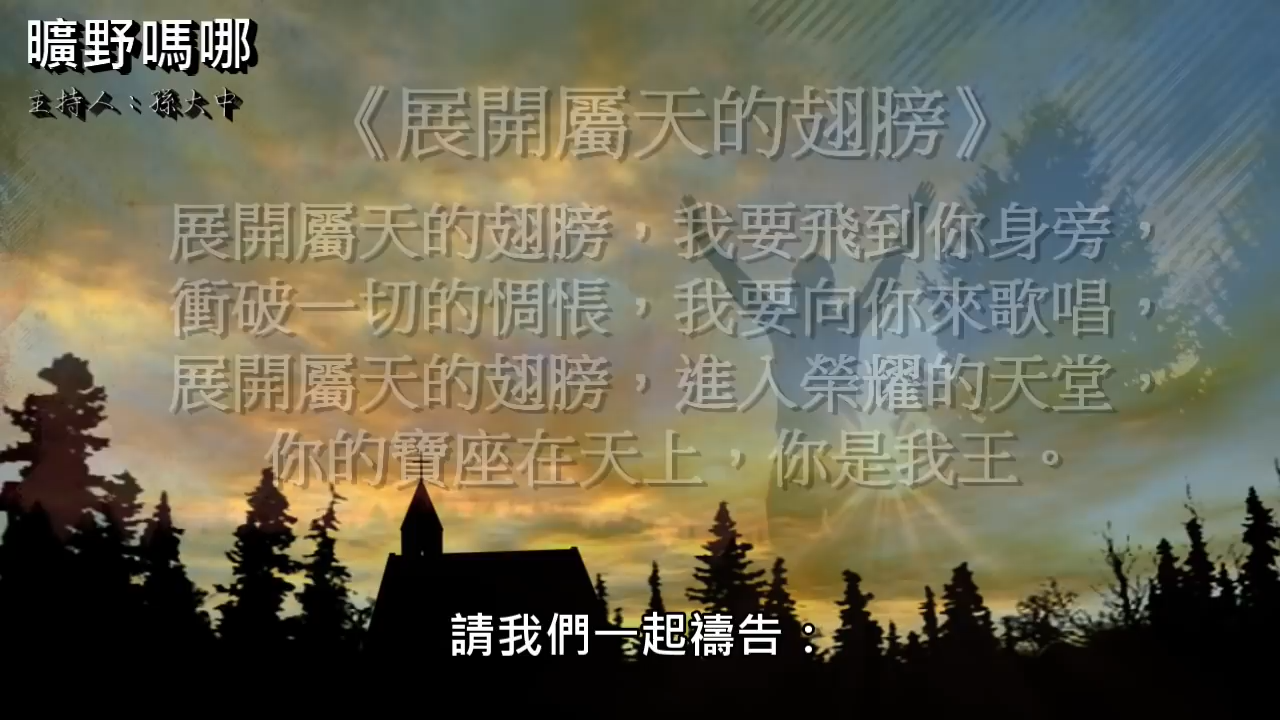 曠野嗎哪
主持人：孫大中
《展開屬天的翅膀》
展開屬天的翅膀，我要飛到你身旁，
衝破一切的惆悵，我要向你來歌唱，
展開屬天的翅膀，進入榮耀的天堂，
你的寶座在天上，你是我王。
請我們一起禱告：